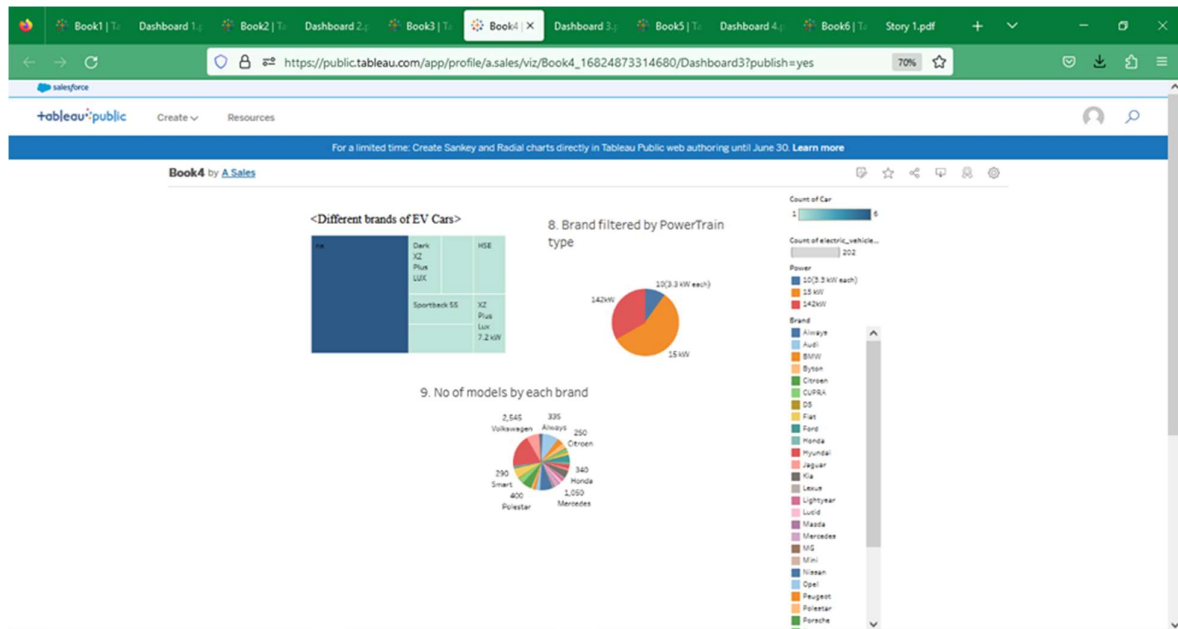 Book1 | Ta
Dashboard 1.p
Book2 | Ta
Dashboard 2.p
Book3 | Ta
Book4 | X
Dashboard 3.p
Book5 | Ta
Dashboard 4.p
Book6 | Ta
Story 1.pdf
https://public.tableau.com/app/profile/a.sales/viz/Book4_16824873314680/Dashboard3?publish=yes
70%
salesforce
+ableau public
Create
Resources
For a limited time: Create Sankey and Radial charts directly in Tableau Public web authoring until June 30. Learn more
Book4 by A Sales
<Different brands of EV Cars>
Dark
XZ
Plus
LUX
HSE
Sportback 55
XZ
Plus
Lux
7.2 kW
8. Brand filtered by PowerTrain
type
10(3.3 kW each)
142kW
15 kW
9. No of models by each brand
2,545
Volkswagen
335
Always
250
Citroen
340
Honda
1,050
Mercedes
400
Polestar
290
Smart
Count of Car
1
6
Count of electric_vehicle...
202
Power
10(3.3 kW each)
15 kW
142kW
Brand
Aiways
Audi
BMW
Byton
Citroen
CUPRA
DS
Fiat
Ford
Honda
Hyundai
Jaguar
Kia
Lexus
Lightyear
Lucid
Mazda
Mercedes
MG
Mini
Nissan
Opel
Peugeot
Polestar
Porsche